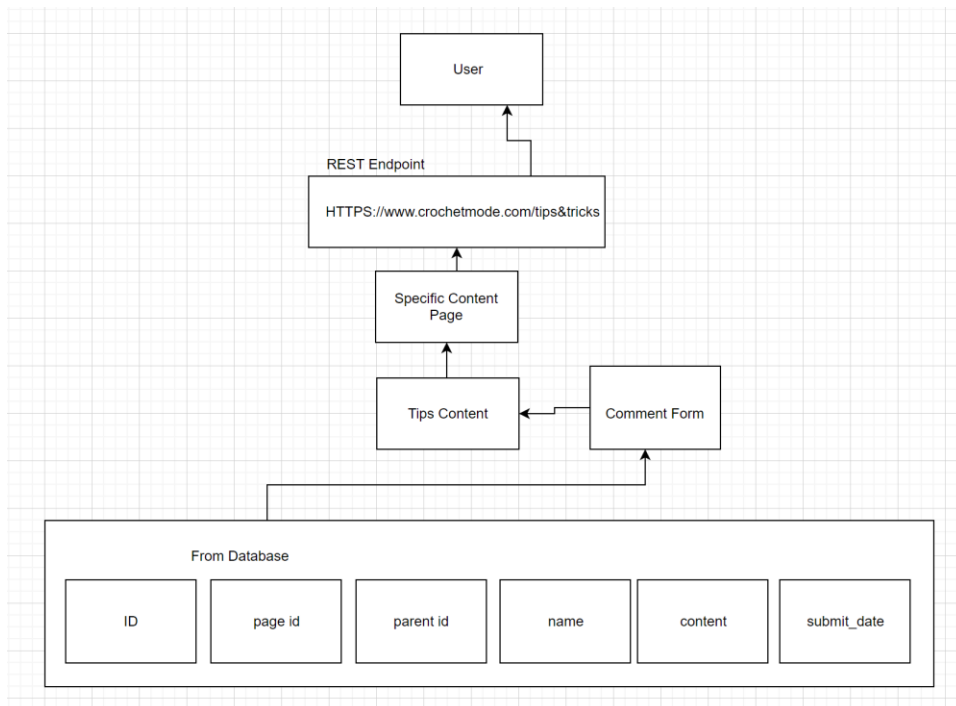 User
REST Endpoint
HTTPS://www.crochetmode.com/tips&tricks
Specific Content
Page
Tips Content
Comment Form
From Database
ID
page id
parent id
name
content
submit_date